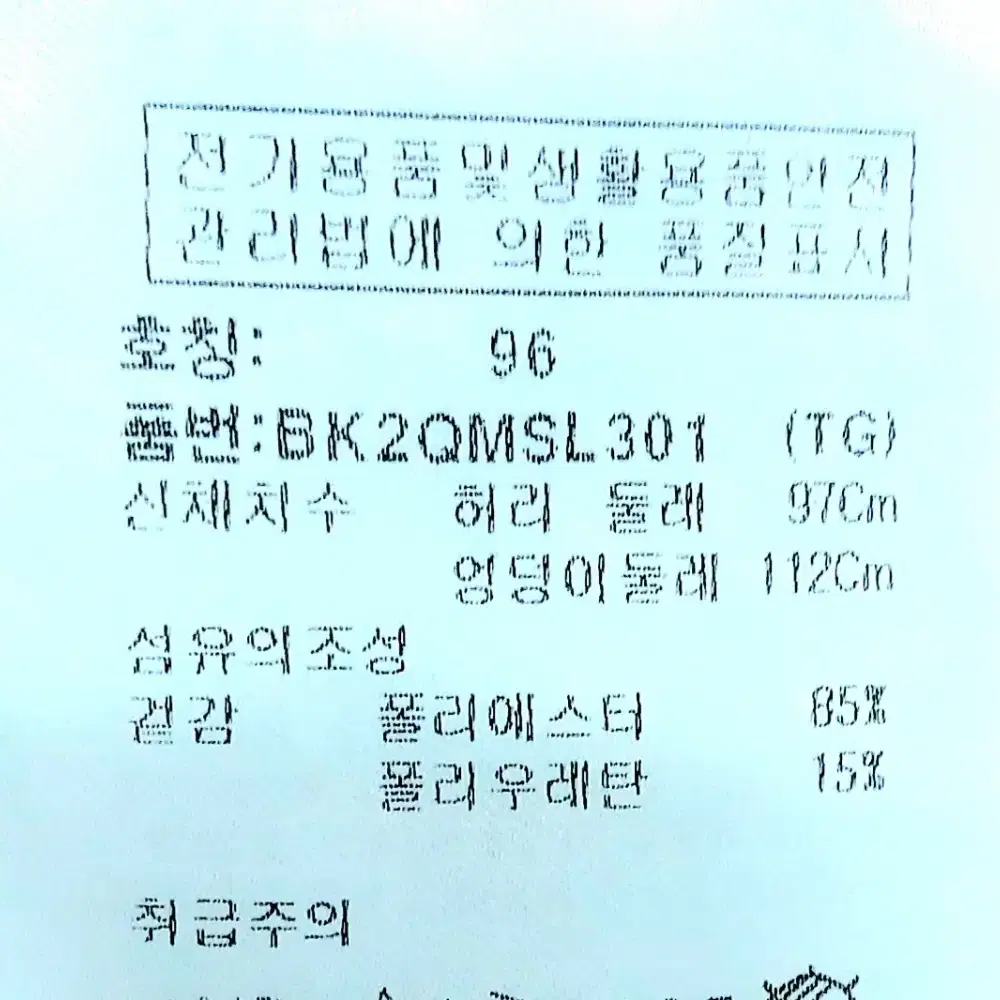 전기용품및생활용품안전
관리법에 의한 품질표시
호칭: 96
품번:BK2QMSL301 (TG)
신체치수 허리 둘레 97Cm
엉덩이둘레 112Cm
섬유의조성
겉감 폴리에스터 85%
폴리우레탄 15%
취급주의